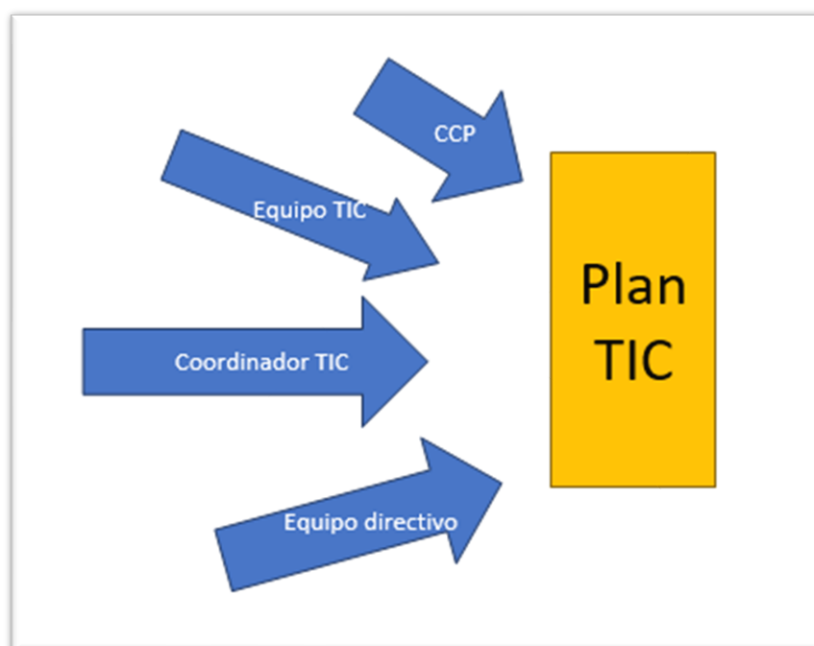 CCP
Equipo TIC
Coordinador TIC
Equipo directivo
Plan
TIC